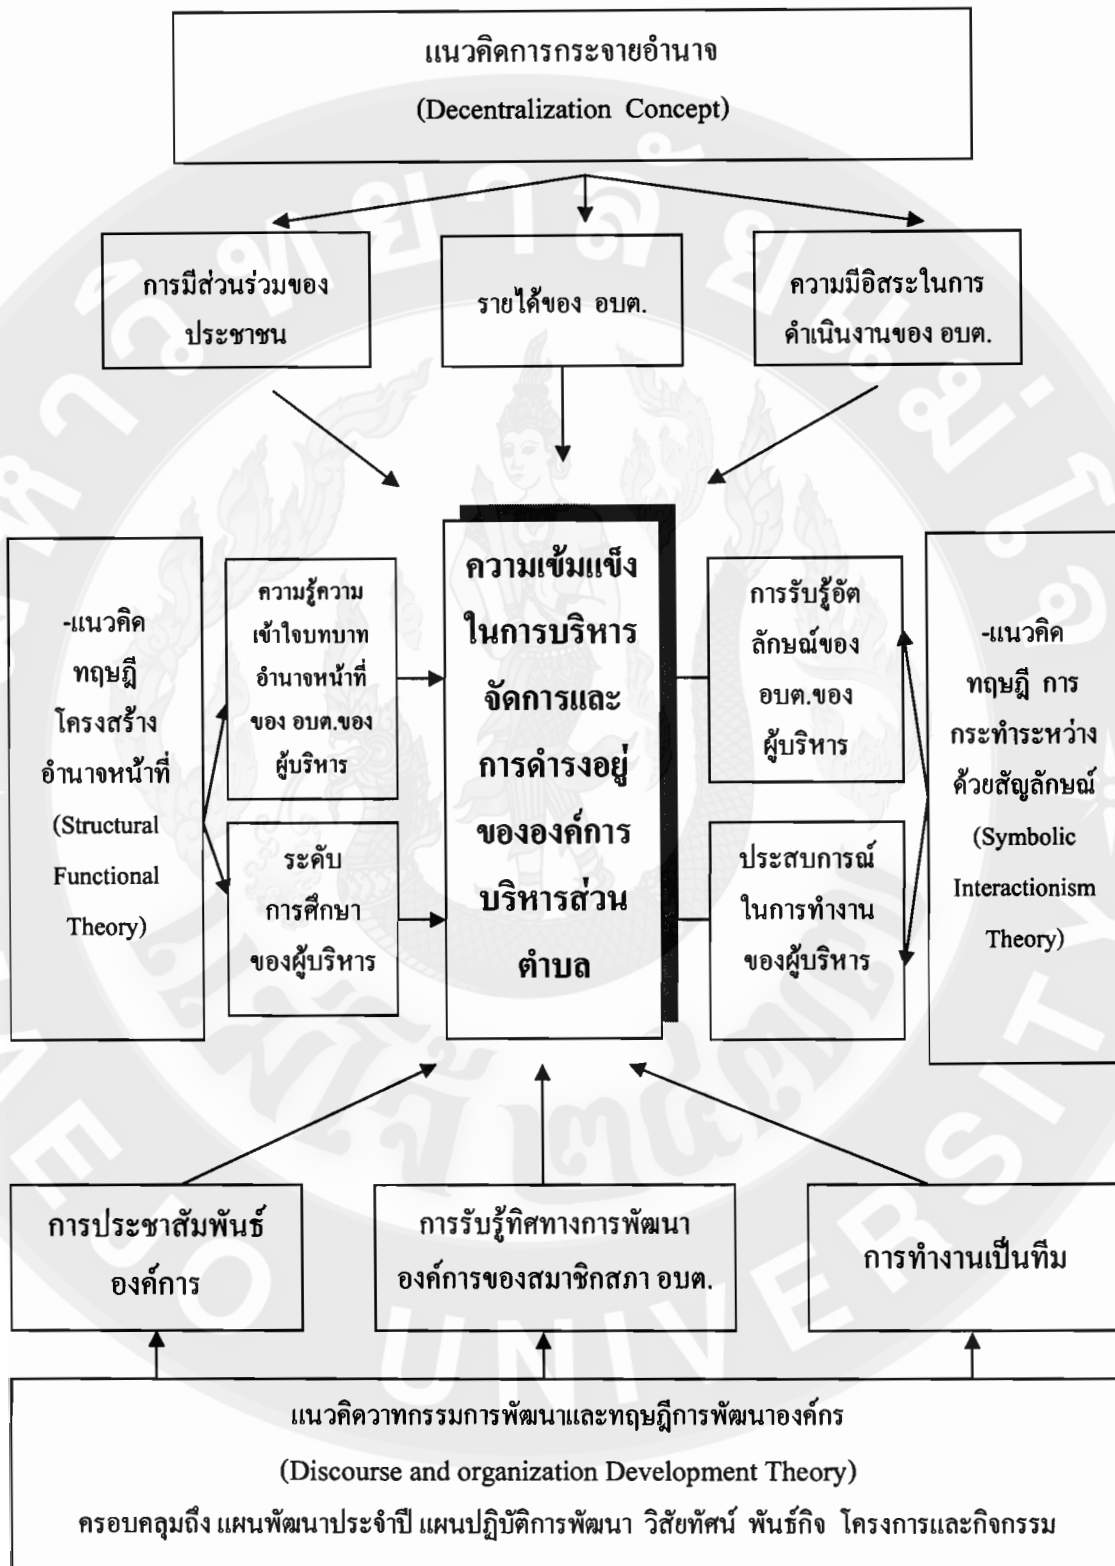 แนวคิดการกระจายอำนาจ
(Decentralization Concept)
การมีส่วนร่วมของ
ประชาชน
รายได้ของ อบต.
ความมีอิสระในการ
ดำเนินงานของ อบต.
-แนวคิด
ทฤษฎี
โครงสร้าง
อำนาจหน้าที่
(Structural
Functional
Theory)
ความรู้ความ
เข้าใจบทบาท
อำนาจหน้าที่
ของ อบต.ของ
ผู้บริหาร
ระดับ
การศึกษา
ของผู้บริหาร
ความเข้มแข็ง
ในการบริหาร
จัดการและ
การดำรงอยู่
ขององค์การ
บริหารส่วน
ตำบล
การรับรู้อัต
ลักษณ์ของ
อบต.ของ
ผู้บริหาร
ประสบการณ์
ในการทำงาน
ของผู้บริหาร
-แนวคิด
ทฤษฎี การ
กระทำระหว่าง
ด้วยสัญลักษณ์
(Symbolic
Interactionism
Theory)
การประชาสัมพันธ์
องค์การ
การรับรู้ทิศทางการพัฒนา
องค์การของสมาชิกสภา อบต.
การทำงานเป็นทีม
แนวคิดวาทกรรมการพัฒนาและทฤษฎีการพัฒนาองค์กร
(Discourse and organization Development Theory)
ครอบคลุมถึง แผนพัฒนาประจำปี แผนปฏิบัติการพัฒนา วิสัยทัศน์ พันธ์กิจ โครงการและกิจกรรม
มหาวิทยาลัยแม่โจ้
UNIVERSITY